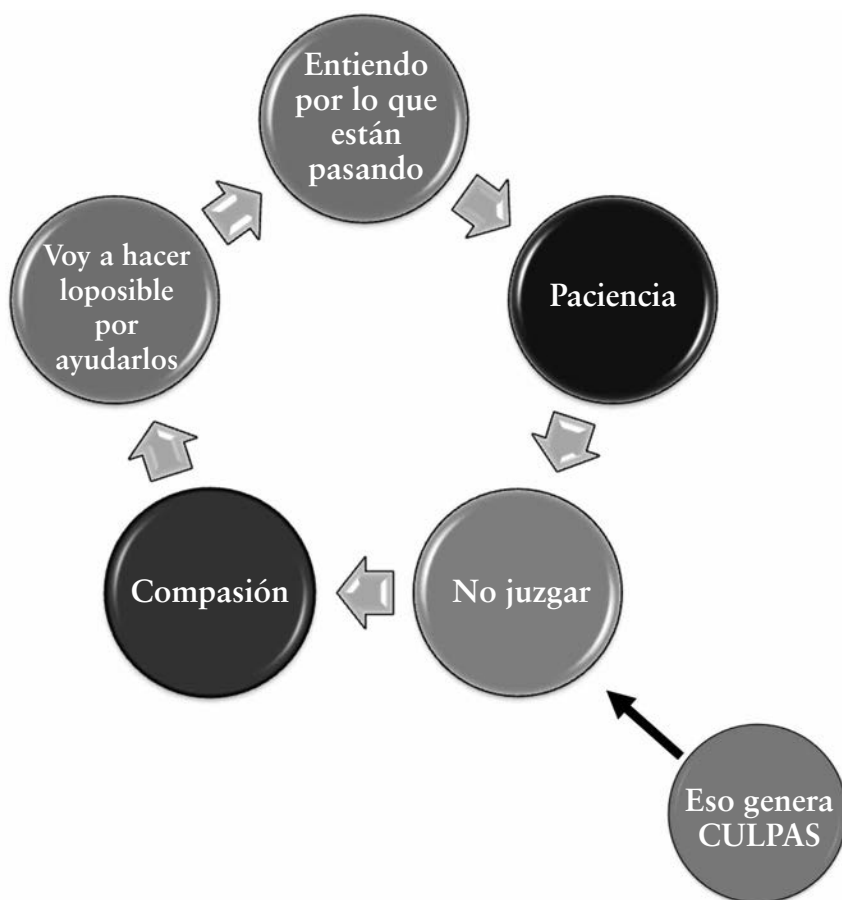 Entiendo
por lo que
están
pasando
Paciencia
No juzgar
Eso genera
CULPAS
Compasión
Voy a hacer
loposible
por
ayudarlos